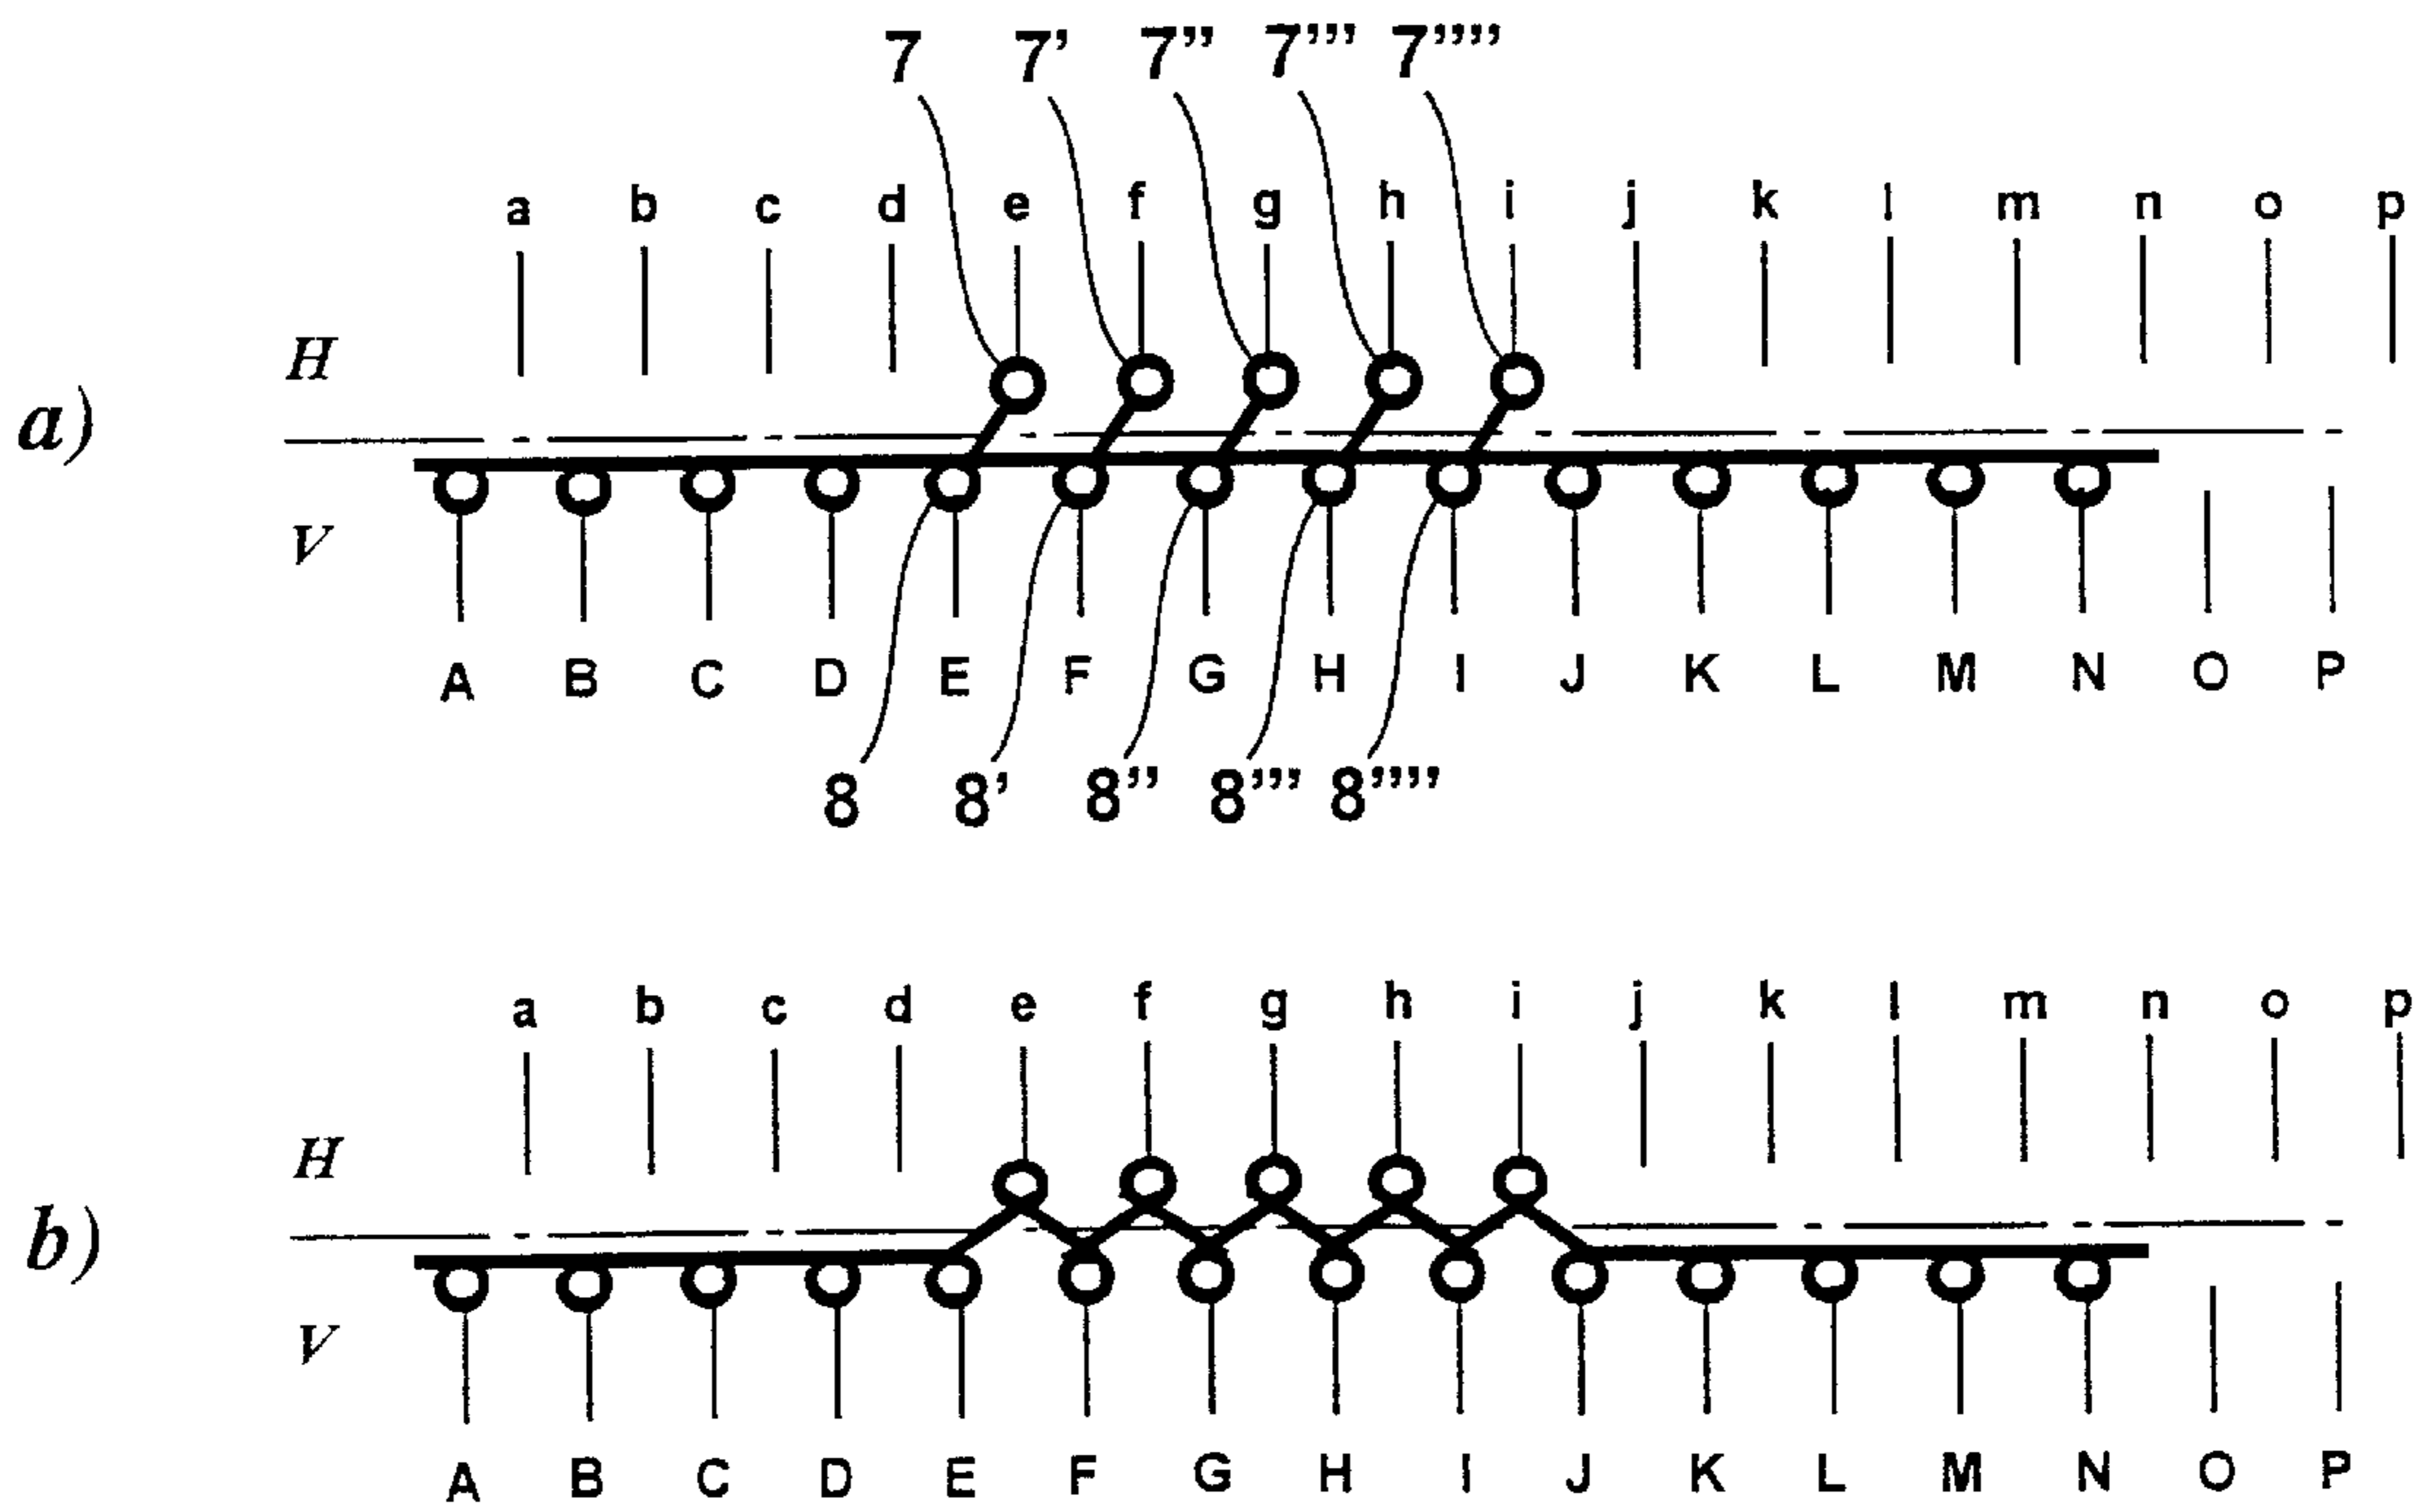 7 7’ 7” 7’” 7””
a b c d e f g h i j k l m n o p
H
a)
V
A B C D E F G H I J K L M N O P
8 8’ 8” 8’” 8””
a b c d e f g h i j k l m n o p
H
b)
V
A B C D E F G H I J K L M N O P